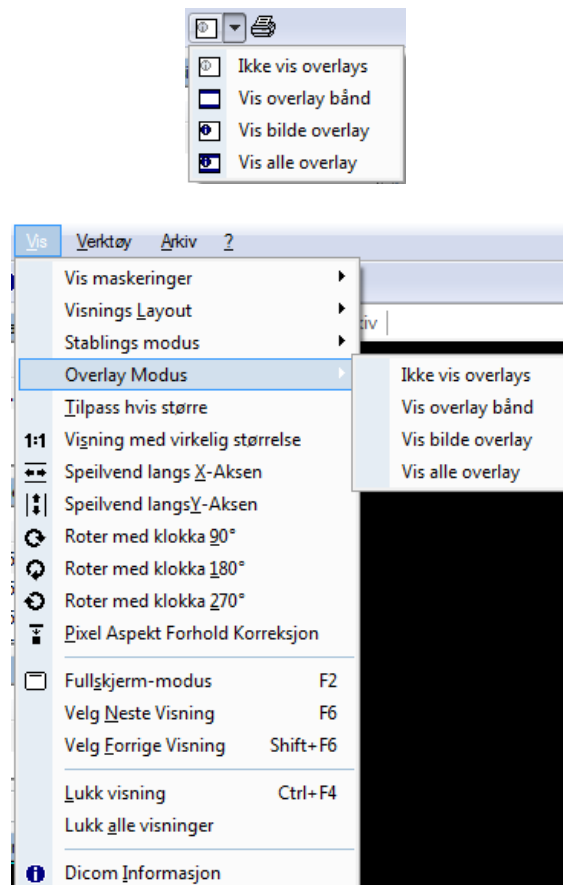 Ikke vis overlays
Vis overlay bånd
Vis bilde overlay
Vis alle overlay
Vis Verktøy Arkiv ?
Vis maskeringer
Visnings Layout
Stablings modus
Overlay Modus
Ikke vis overlays
Vis overlay bånd
Vis bilde overlay
Vis alle overlay
Tilpass hvis større
1:1 Visning med virkelig størrelse
Speilvend langs X-Aksen
Speilvend langsY-Aksen
Roter med klokka 90°
Roter med klokka 180°
Roter med klokka 270°
Pixel Aspekt Forhold Korreksjon
Fullskjerm-modus F2
Velg Neste Visning F6
Velg Forrige Visning Shift+F6
Lukk visning Ctrl+F4
Lukk alle visninger
Dicom Informasjon